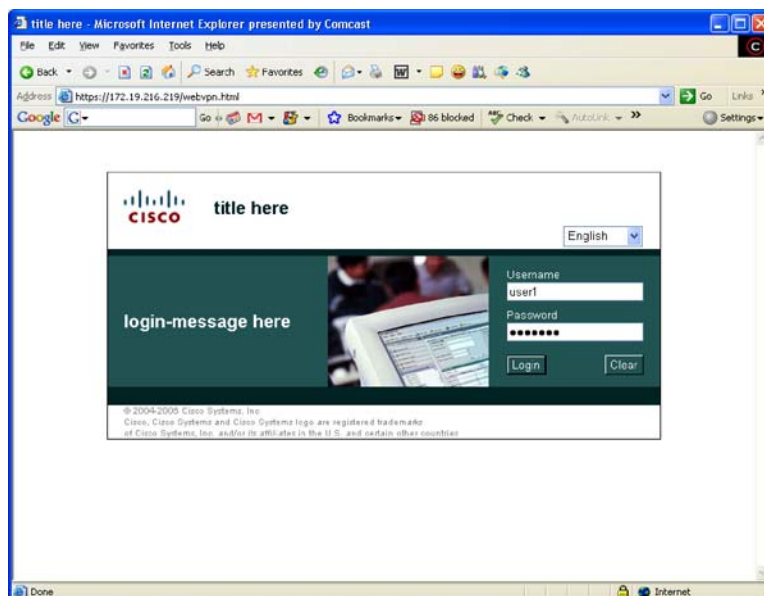 title here - Microsoft Internet Explorer presented by Comcast
File Edit View Favorites Tools Help
Back Search Favorites
Address https://172.19.216.219/webvpn.html Go Links
Google G Go Bookmarks 86 blocked Check AutoLink Settings
CISCO title here
English
Username
user1
login-message here
Password
Login Clear
© 2004-2005 Cisco Systems, Inc
Cisco, Cisco Systems and Cisco Systems logo are registered trademarks
of Cisco Systems, Inc. and/or its affiliates in the U.S. and certain other countries
Done Internet